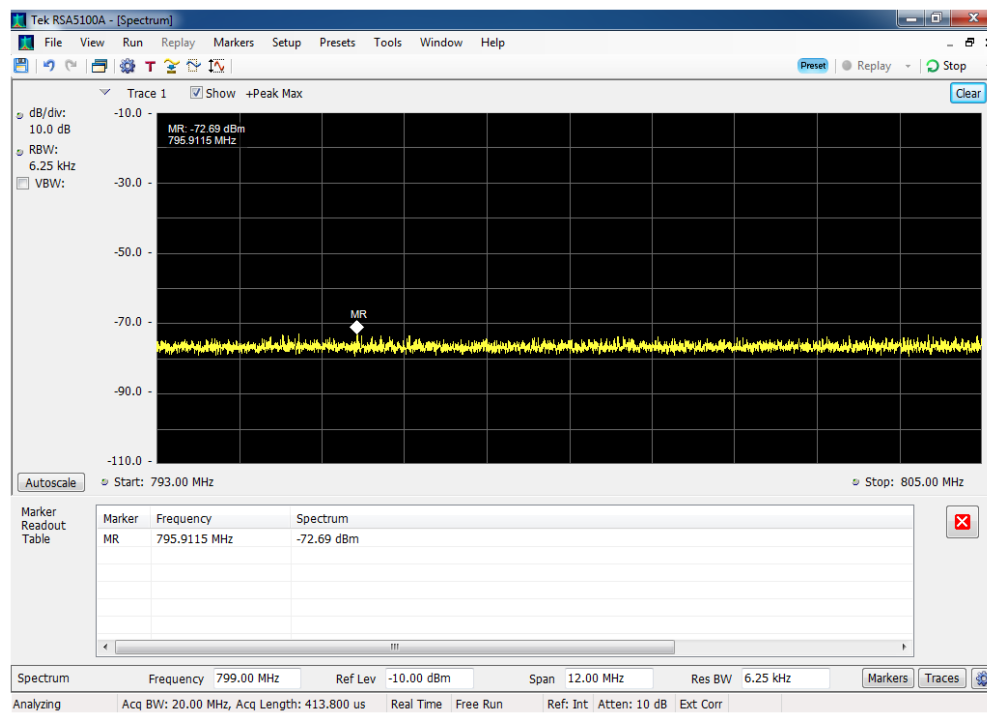 Tek RSA5100A - [Spectrum]
File View Run Replay Markers Setup Presets Tools Window Help
T Preset Replay Stop
Trace 1 Show +Peak Max Clear
dB/div:
10.0 dB
RBW:
6.25 kHz
VBW:
-10.0
-30.0
-50.0
-70.0
-90.0
-110.0
MR: -72.69 dBm
795.9115 MHz
MR
Autoscale Start: 793.00 MHz Stop: 805.00 MHz
Marker
Readout
Table
Marker Frequency Spectrum
MR 795.9115 MHz -72.69 dBm
Spectrum Frequency 799.00 MHz Ref Lev -10.00 dBm Span 12.00 MHz Res BW 6.25 kHz Markers Traces
Analyzing Acq BW: 20.00 MHz, Acq Length: 413.800 us Real Time Free Run Ref: Int Atten: 10 dB Ext Corr